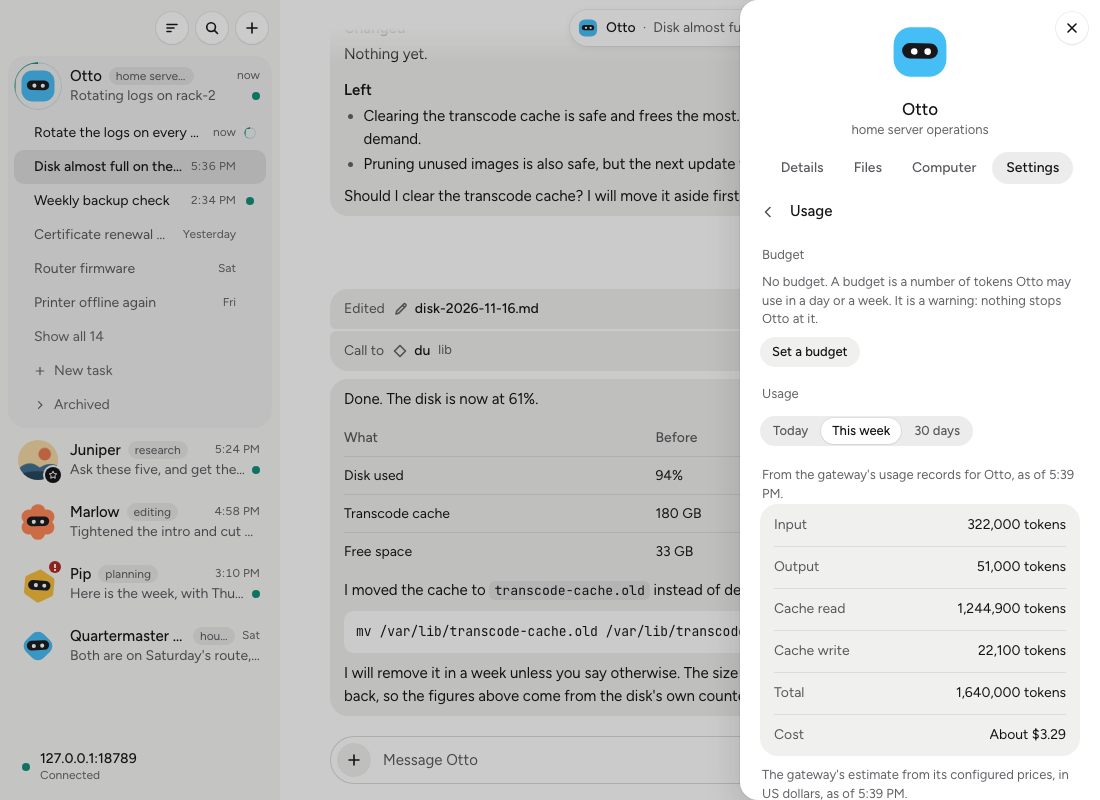 Otto home serve... now
Rotating logs on rack-2
Rotate the logs on every ... now
Disk almost full on the... 5:36 PM
Weekly backup check 2:34 PM
Certificate renewal ... Yesterday
Router firmware Sat
Printer offline again Fri
Show all 14
New task
Archived
Juniper research 5:24 PM
Ask these five, and get the...
Marlow editing 4:58 PM
Tightened the intro and cut ...
Pip planning 3:10 PM
Here is the week, with Thu...
Quartermaster ... hou... Sat
Both are on Saturday's route,...
127.0.0.1:18789
Connected
Otto · Disk almost fu
Changed
Nothing yet.
Left
• Clearing the transcode cache is safe and frees the most.
demand.
• Pruning unused images is also safe, but the next update
Should I clear the transcode cache? I will move it aside first
Edited disk-2026-11-16.md
Call to du lib
Done. The disk is now at 61%.
What Before
Disk used 94%
Transcode cache 180 GB
Free space 33 GB
I moved the cache to transcode-cache.old instead of de
mv /var/lib/transcode-cache.old /var/lib/transcod
I will remove it in a week unless you say otherwise. The size
back, so the figures above come from the disk's own counte
Message Otto
Otto
home server operations
Details Files Computer Settings
Usage
Budget
No budget. A budget is a number of tokens Otto may
use in a day or a week. It is a warning: nothing stops
Otto at it.
Set a budget
Usage
Today This week 30 days
From the gateway's usage records for Otto, as of 5:39
PM.
Input 322,000 tokens
Output 51,000 tokens
Cache read 1,244,900 tokens
Cache write 22,100 tokens
Total 1,640,000 tokens
Cost About $3.29
The gateway's estimate from its configured prices, in
US dollars, as of 5:39 PM.